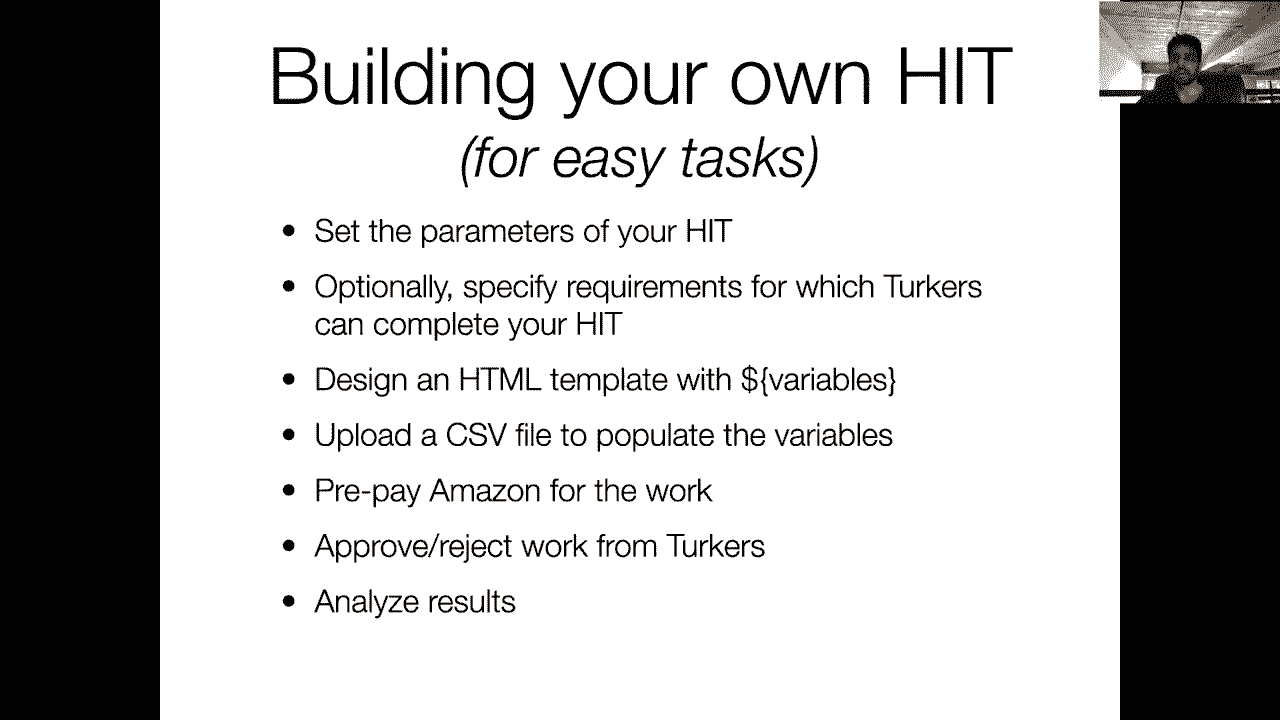 Building your own HIT
(for easy tasks)
• Set the parameters of your HIT
• Optionally, specify requirements for which Turkers
can complete your HIT
• Design an HTML template with ${variables}
• Upload a CSV file to populate the variables
• Pre-pay Amazon for the work
• Approve/reject work from Turkers
• Analyze results